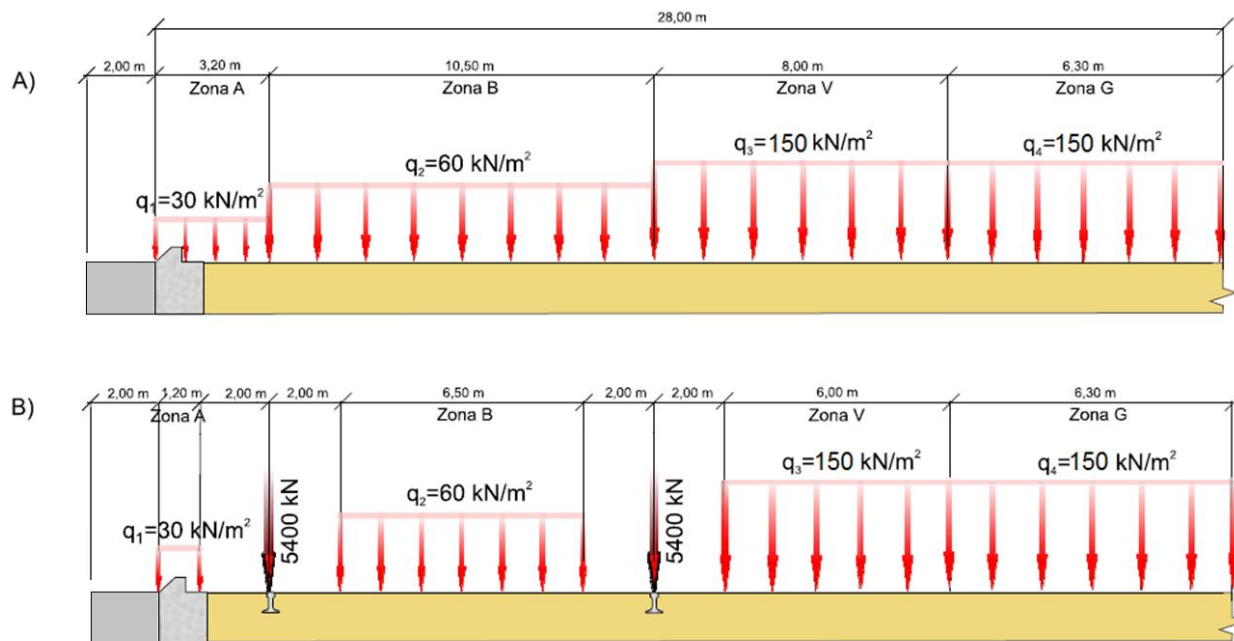 28,00 m
2,00 m 3,20 m 10,50 m 8,00 m 6,30 m
A) Zona A Zona B Zona V Zona G
q₃=150 kN/m² q₄=150 kN/m²
q₂=60 kN/m²
q₁=30 kN/m²
2,00 m 1,20 m 2,00 m 2,00 m 6,50 m 2,00 m 2,00 m 6,00 m 6,30 m
B) Zona A Zona B Zona V Zona G
q₃=150 kN/m² q₄=150 kN/m²
q₂=60 kN/m²
q₁=30 kN/m²
5400 kN 5400 kN